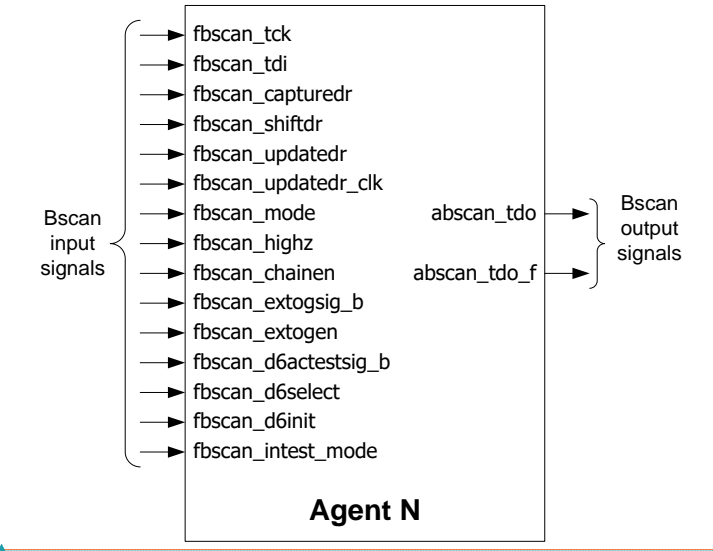 fbscan_tck
fbscan_tdi
fbscan_capturedr
fbscan_shiftdr
fbscan_updatedr
fbscan_updatedr_clk
fbscan_mode
fbscan_highz
fbscan_chainen
fbscan_extogsig_b
fbscan_extogen
fbscan_d6actestsig_b
fbscan_d6select
fbscan_d6init
fbscan_intest_mode
Bscan
input
signals
abscan_tdo
abscan_tdo_f
Bscan
output
signals
Agent N